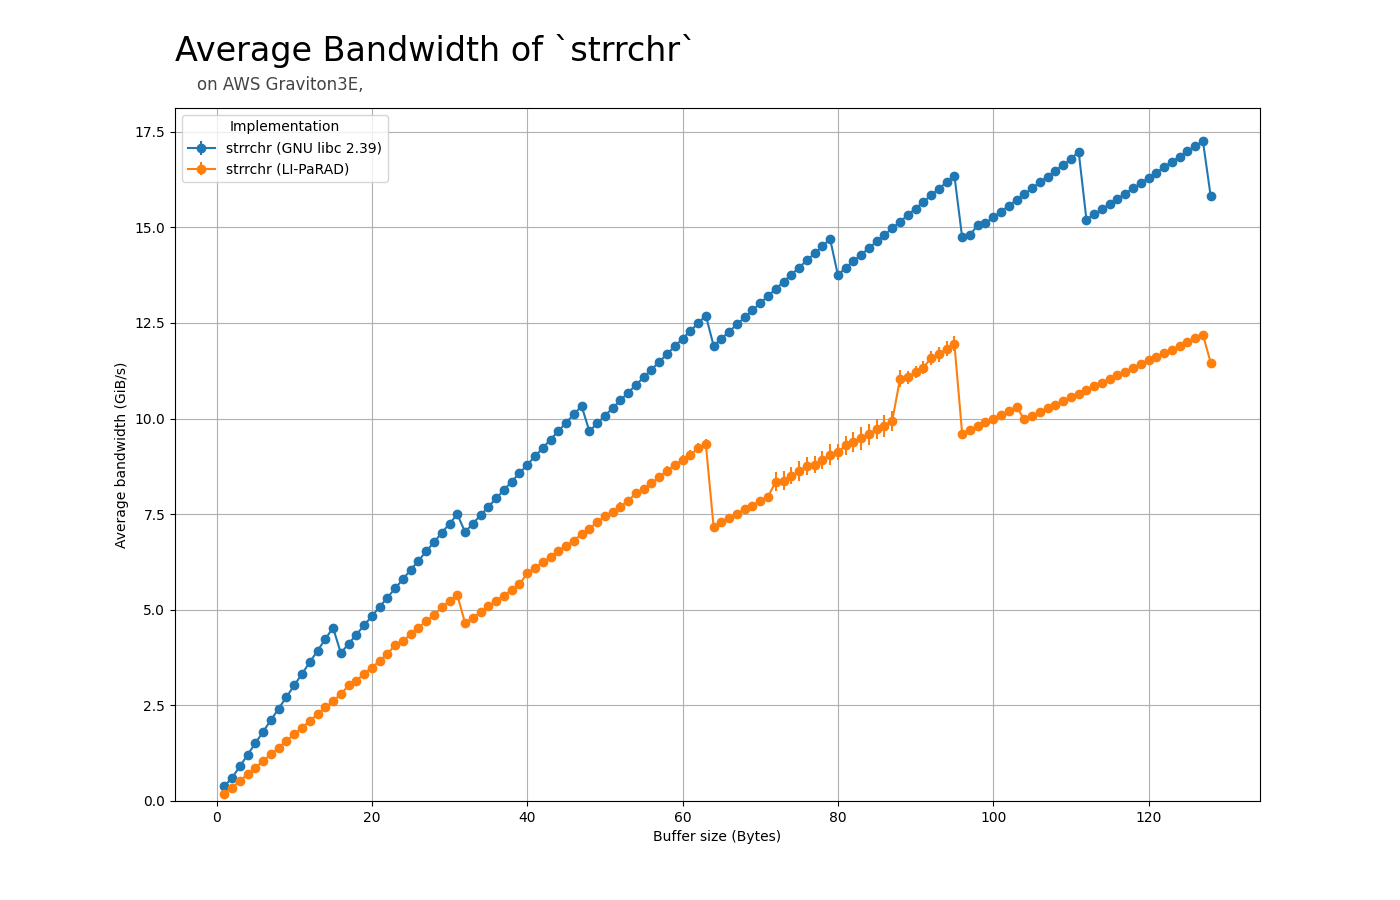 Average Bandwidth of `strrchr`
on AWS Graviton3E,
Implementation
strrchr (GNU libc 2.39)
strrchr (LI-PaRAD)
17.5
15.0
12.5
10.0
7.5
5.0
2.5
0.0
Average bandwidth (GiB/s)
0 20 40 60 80 100 120
Buffer size (Bytes)